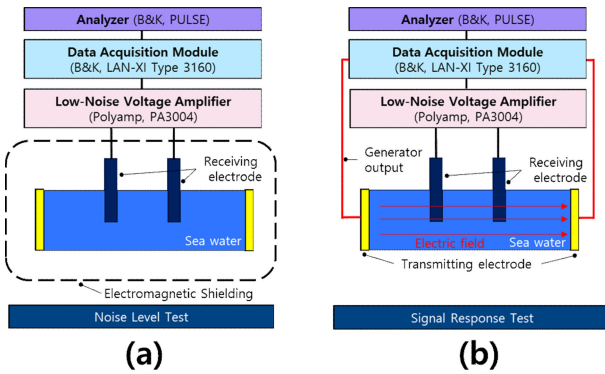 Analyzer (B&K, PULSE)
Data Acquisition Module
(B&K, LAN-XI Type 3160)
Low-Noise Voltage Amplifier
(Polyamp, PA3004)
Receiving
electrode
Sea water
Electromagnetic Shielding
Noise Level Test
(a)
Analyzer (B&K, PULSE)
Data Acquisition Module
(B&K, LAN-XI Type 3160)
Low-Noise Voltage Amplifier
(Polyamp, PA3004)
Generator
output
Receiving
electrode
Electric field
Sea water
Transmitting electrode
Signal Response Test
(b)